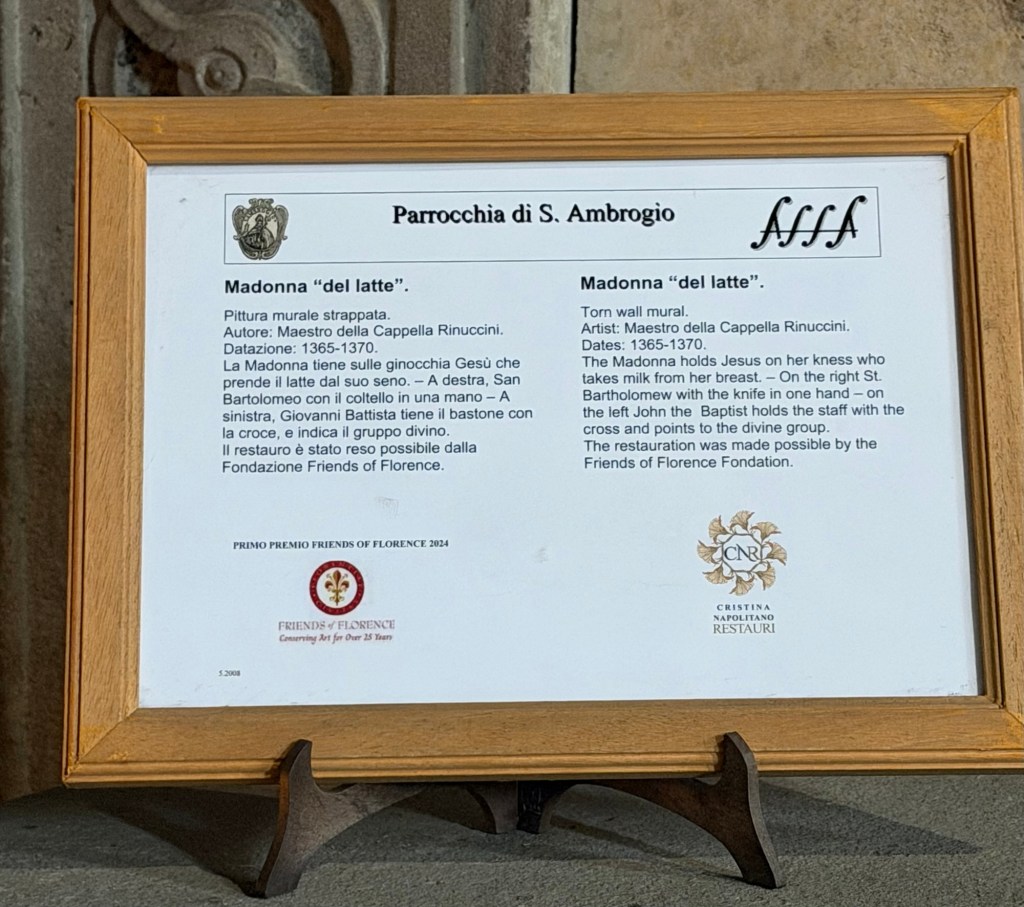 Parrocchia di S. Ambrogio
Madonna “del latte”.
Pittura murale strappata.
Autore: Maestro della Cappella Rinuccini.
Datazione: 1365-1370.
La Madonna tiene sulle ginocchia Gesù che
prende il latte dal suo seno. – A destra, San
Bartolomeo con il coltello in una mano – A
sinistra, Giovanni Battista tiene il bastone con
la croce, e indica il gruppo divino.
Il restauro è stato reso possibile dalla
Fondazione Friends of Florence.
Madonna “del latte”.
Torn wall mural.
Artist: Maestro della Cappella Rinuccini.
Dates: 1365-1370.
The Madonna holds Jesus on her kness who
takes milk from her breast. – On the right St.
Bartholomew with the knife in one hand – on
the left John the  Baptist holds the staff with the
cross and points to the divine group.
The restauration was made possible by the
Friends of Florence Fondation.
PRIMO PREMIO FRIENDS OF FLORENCE 2024
FRIENDS of FLORENCE
Conserving Art for Over 25 Years
CNR
CRISTINA
NAPOLITANO
RESTAURI
5.2008